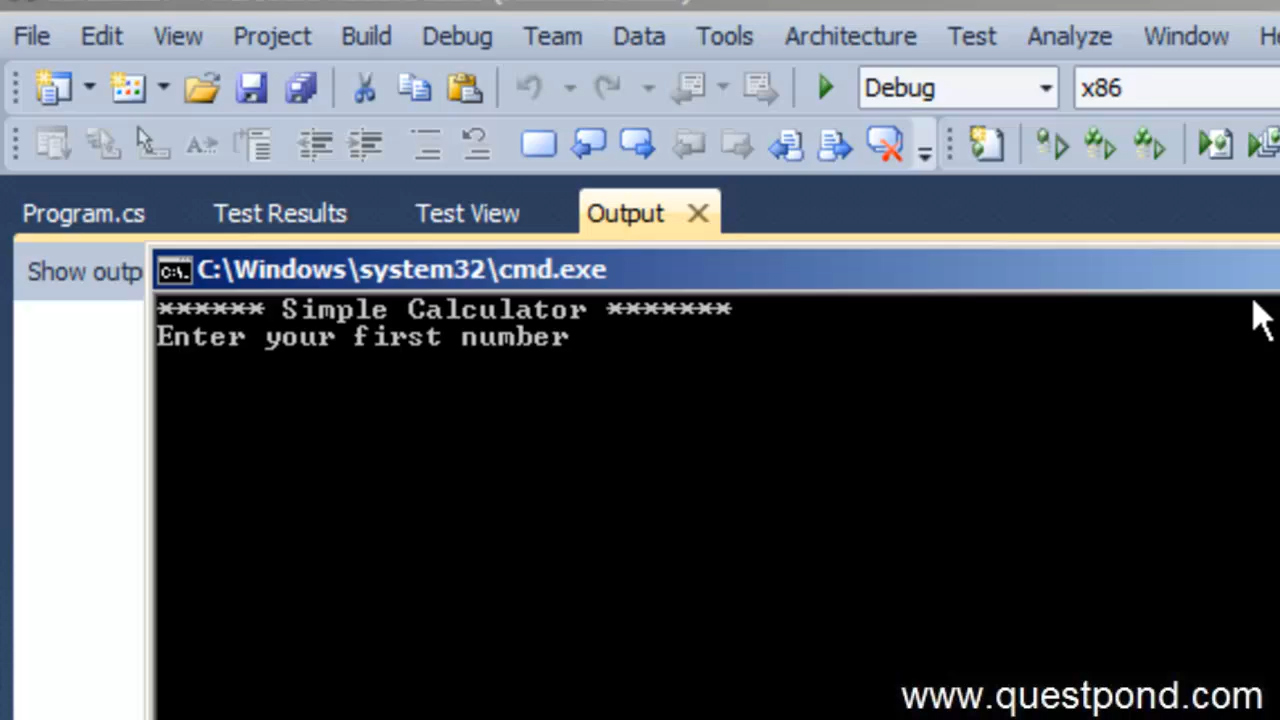 File Edit View Project Build Debug Team Data Tools Architecture Test Analyze Window
Debug x86
Program.cs Test Results Test View Output
Show outp
C:\Windows\system32\cmd.exe
****** Simple Calculator *******
Enter your first number
www.questpond.com